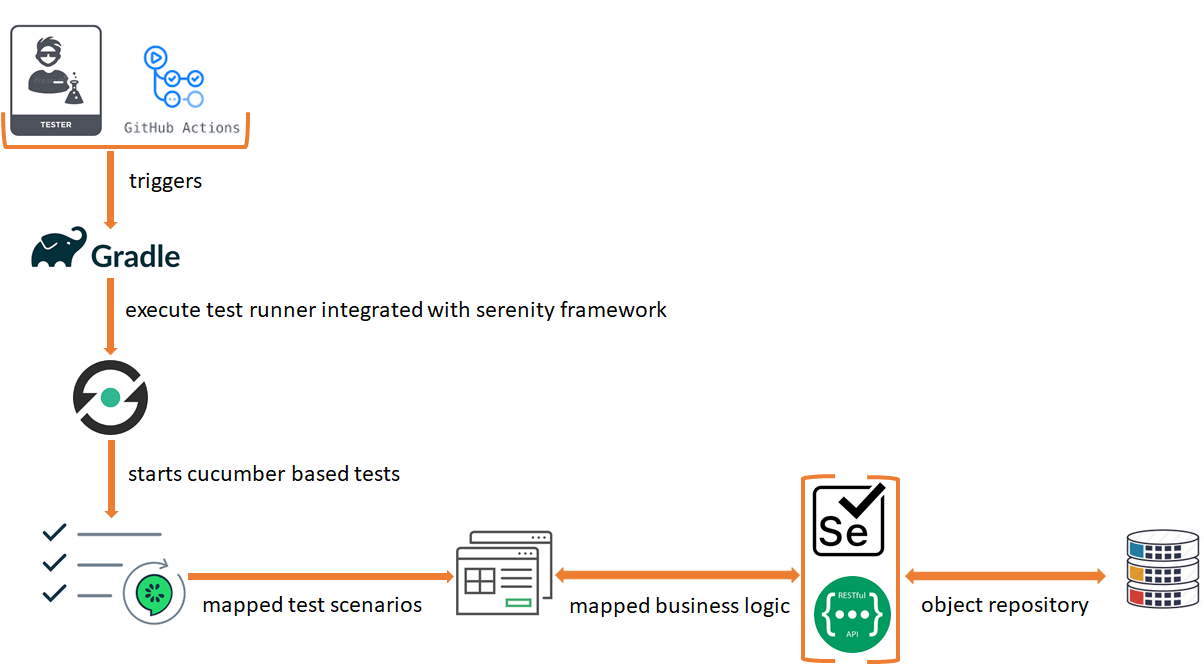 TESTER
GitHub Actions
triggers
Gradle
execute test runner integrated with serenity framework
starts cucumber based tests
mapped test scenarios
mapped business logic
Se
RESTful
{•••}
API
object repository